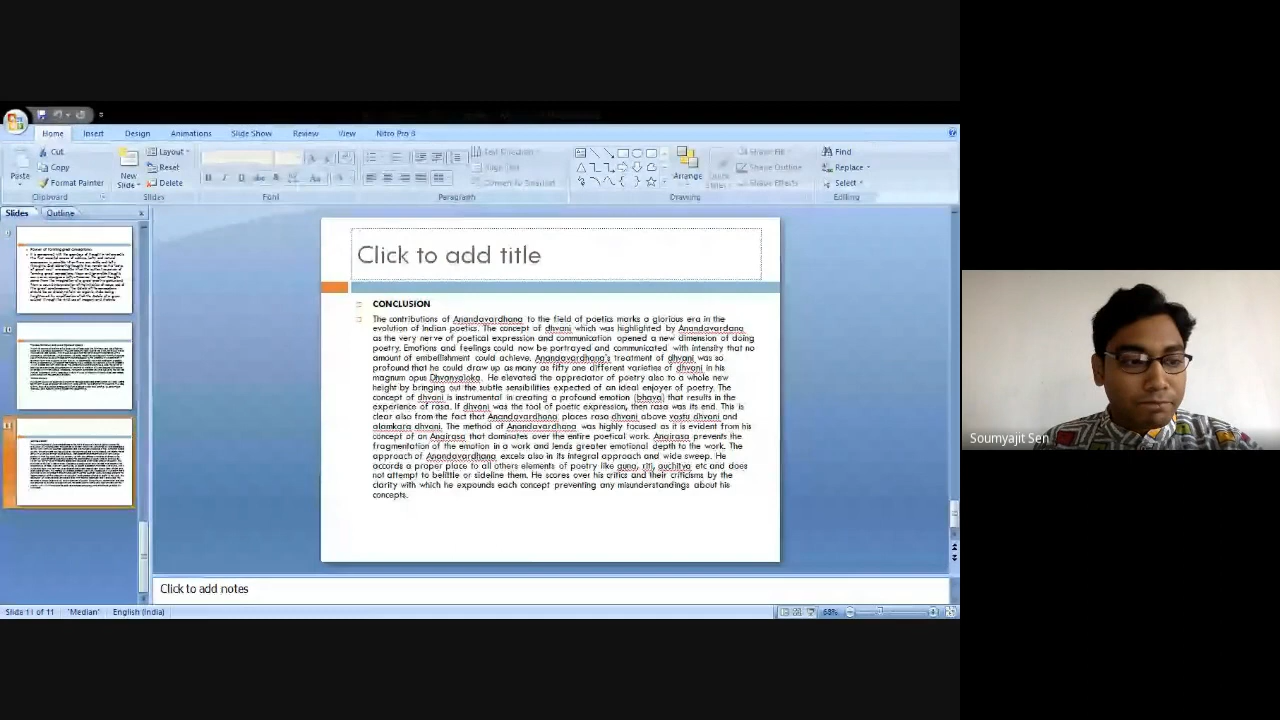 Home Insert Design Animations Slide Show Review View Nitro Pro 8
Cut Layout Find
Copy Reset Replace
Paste Format Painter New Slide Delete Arrange Shape Outline Select
Shape Effects
Convert to SmartArt
Clipboard Slides Font Paragraph Drawing Editing
Slides Outline
Click to add title
CONCLUSION
The contributions of Anandavardhana to the field of poetics marks a glorious era in the
evolution of Indian poetics. The concept of dhvani which was highlighted by Anandavardana
as the very nerve of poetical expression and communication opened a new dimension of doing
poetry. Emotions and feelings could now be portrayed and communicated with intensity that no
amount of embellishment could achieve. Anandavardhana's treatment of dhvani was so
profound that he could draw up as many as fifty one different varieties of dhvani in his
magnum opus Dhvanyaloka. He elevated the appreciator of poetry also to a whole new
height by bringing out the subtle sensibilities expected of an ideal enjoyer of poetry. The
concept of dhvani is instrumental in creating a profound emotion (bhava) that results in the
experience of rasa. If dhvani was the tool of poetic expression, then rasa was its end. This is
clear also from the fact that Anandavardhana places rasa dhvani above vastu dhvani and
alamkara dhvani. The method of Anandavardhana was highly focused as it is evident from his
concept of an Angirasa that dominates over the entire poetical work. Angirasa prevents the
fragmentation of the emotion in a work and lends greater emotional depth to the work. The
approach of Anandavardhana excels also in its integral approach and wide sweep. He
accords a proper place to all others elements of poetry like guna, riti, auchitya etc and does
not attempt to belittle or sideline them. He scores over his critics and their criticisms by the
clarity with which he expounds each concept preventing any misunderstandings about his
concepts.
Click to add notes
Slide 11 of 11 "Median" English (India) 68%
Soumyajit Sen